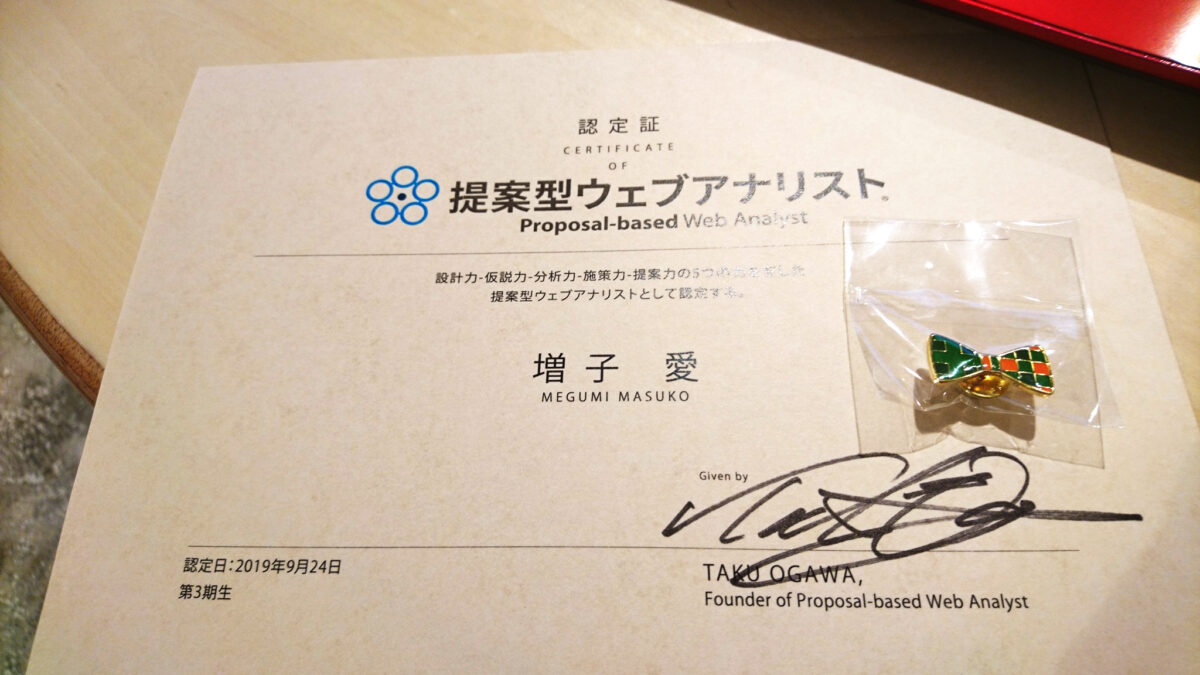 認定証
CERTIFICATE
OF
提案型ウェブアナリスト®
Proposal-based Web Analyst
設計力-仮説力-分析力-施策力-提案力の5つの
提案型ウェブアナリストとして認定する。
増子 愛
MEGUMI MASUKO
Given by
認定日:2019年9月24日
第3期生
TAKU OGAWA,
Founder of Proposal-based Web Analyst